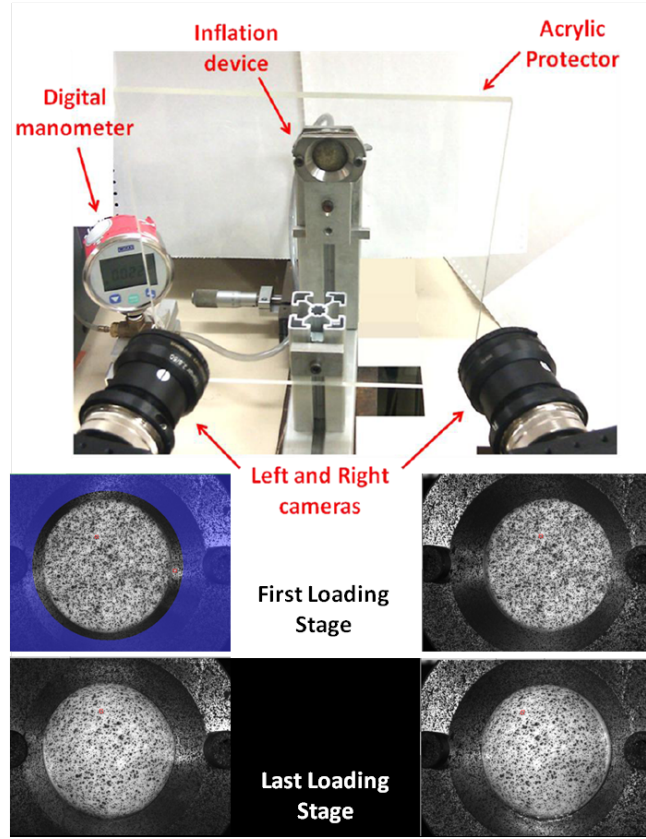 Inflation
device
Acrylic
Protector
Digital
manometer
Left and Right
cameras
First Loading
Stage
Last Loading
Stage